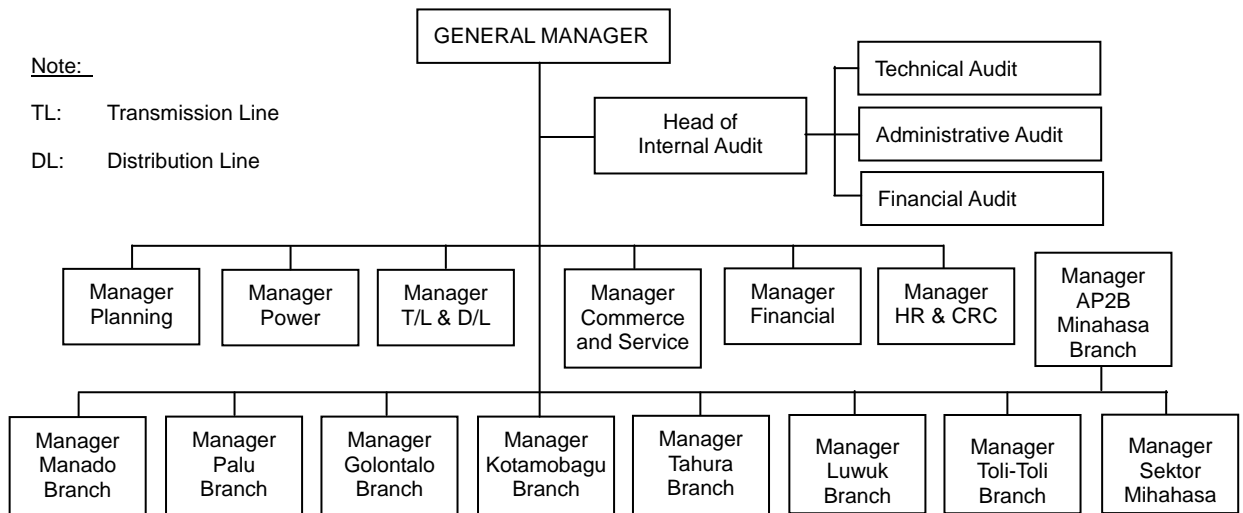 GENERAL MANAGER
Note:
TL: Transmission Line
DL: Distribution Line
Head of
Internal Audit
Technical Audit
Administrative Audit
Financial Audit
Manager
Planning
Manager
Power
Manager
T/L & D/L
Manager
Commerce
and Service
Manager
Financial
Manager
HR & CRC
Manager
AP2B
Minahasa
Branch
Manager
Manado
Branch
Manager
Palu
Branch
Manager
Golontalo
Branch
Manager
Kotamobagu
Branch
Manager
Tahura
Branch
Manager
Luwuk
Branch
Manager
Toli-Toli
Branch
Manager
Sektor
Mihahasa